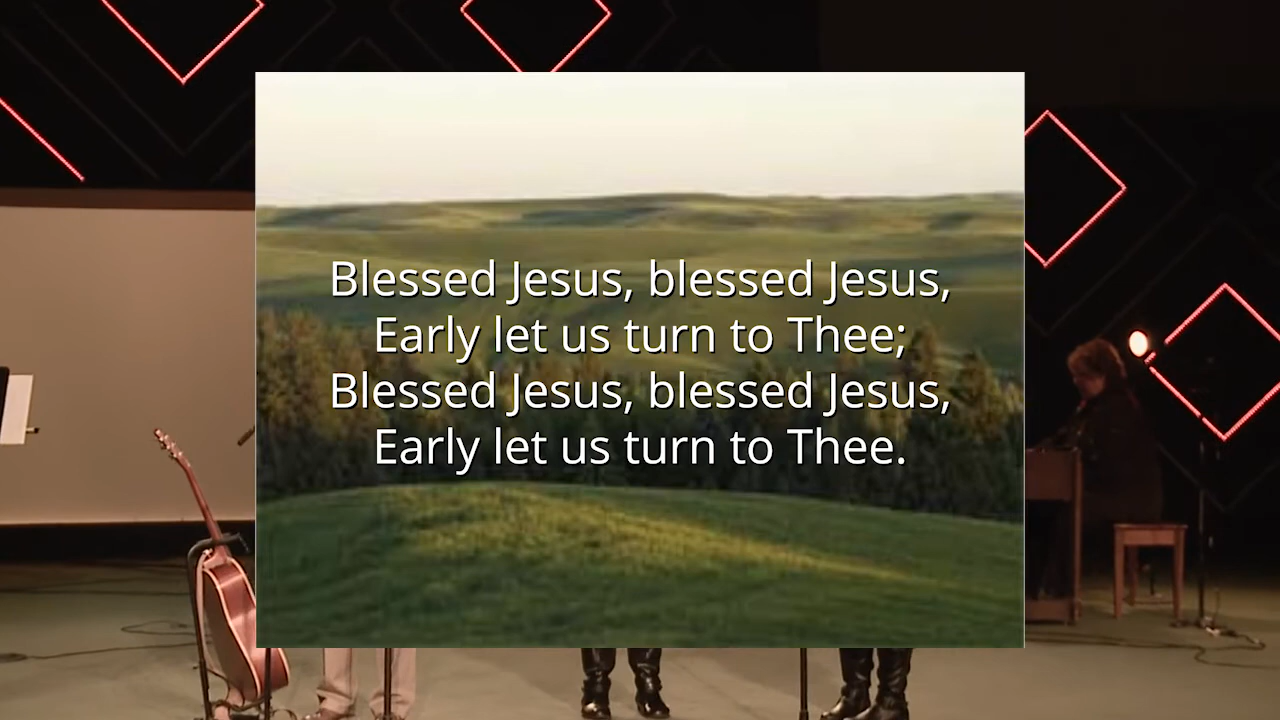 Blessed Jesus, blessed Jesus,
Early let us turn to Thee;
Blessed Jesus, blessed Jesus,
Early let us turn to Thee.